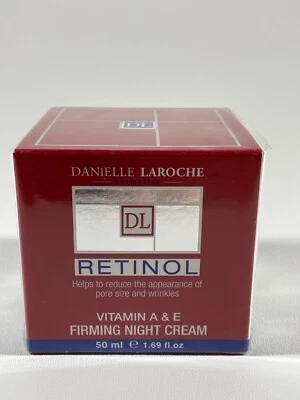 DL
DANIELLE LAROCHE
DL
RETINOL
Helps to reduce the appearance of
pore size and wrinkles
VITAMIN A & E
FIRMING NIGHT CREAM
50 ml e 1.69 fl.oz